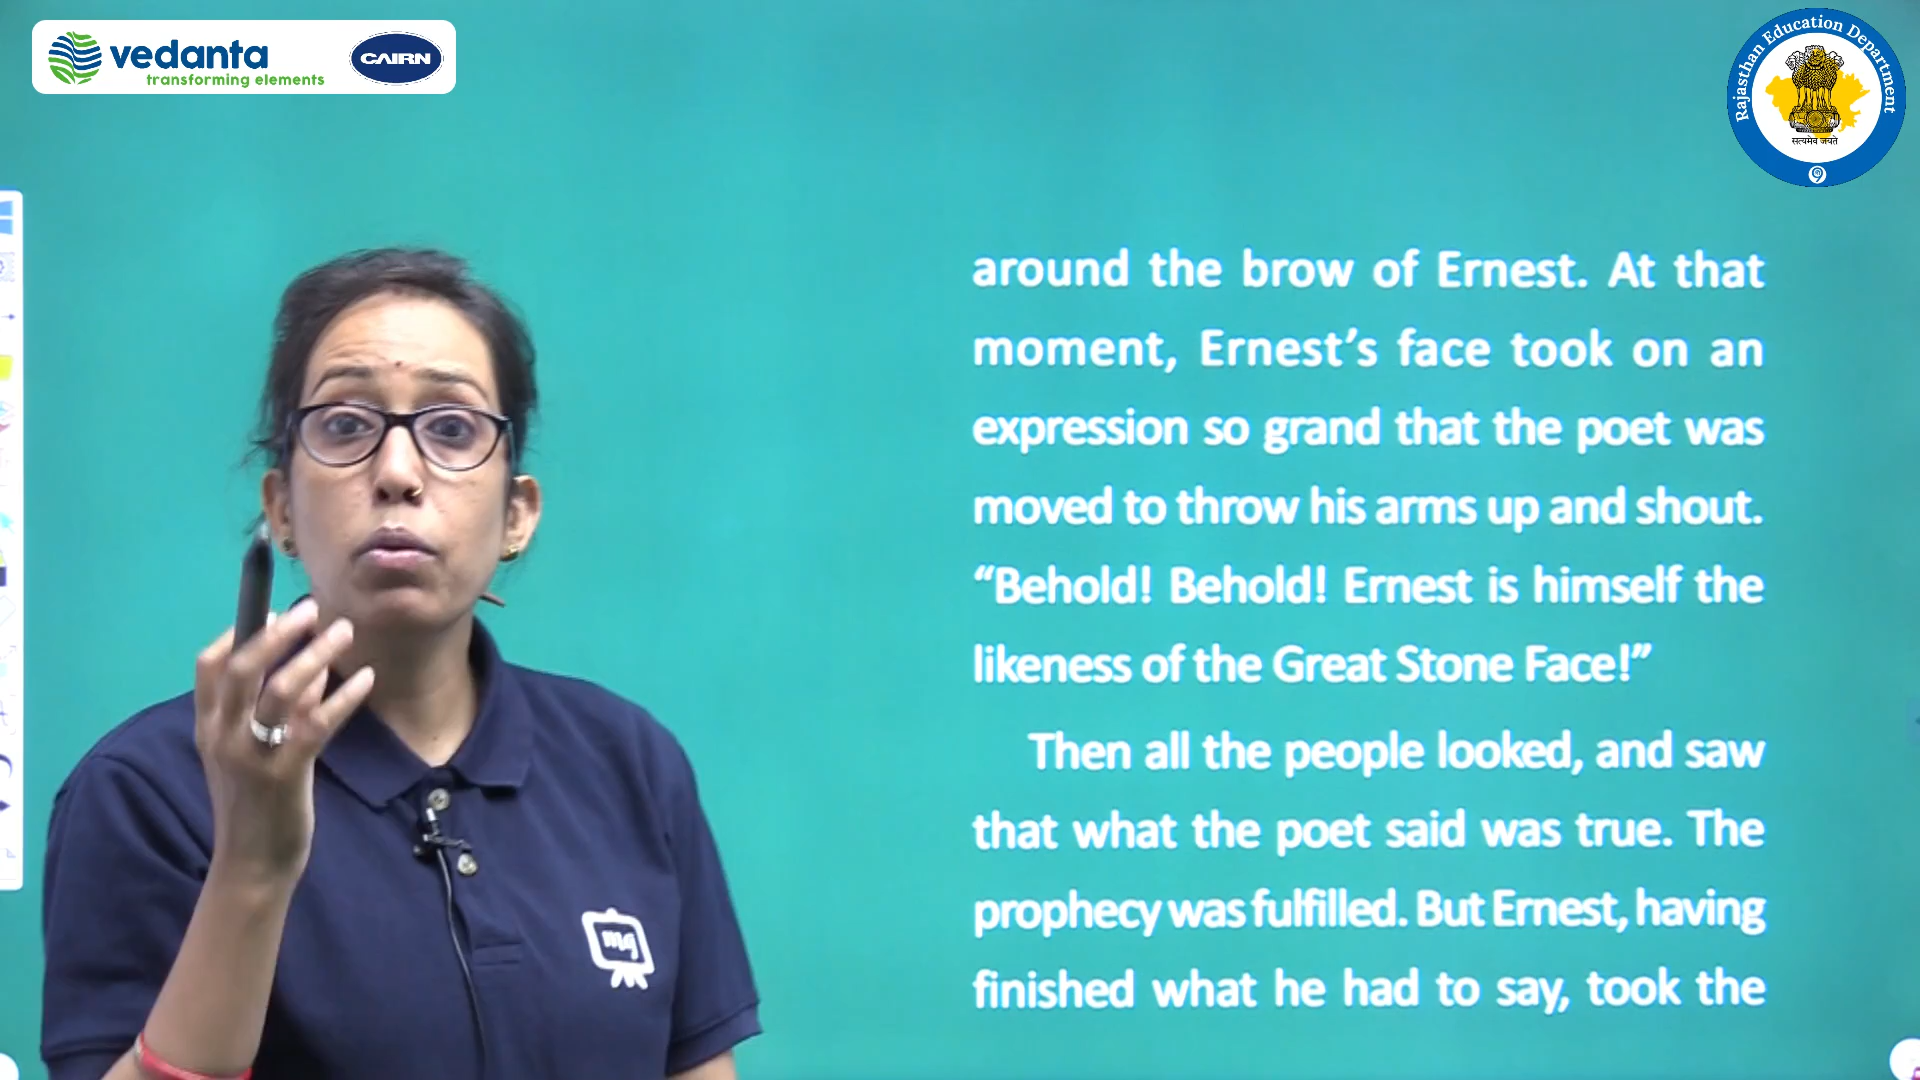 vedanta
transforming elements
CAIRN
Rajasthan Education Department
सत्यमेव जयते
around the brow of Ernest. At that
moment, Ernest’s face took on an
expression so grand that the poet was
moved to throw his arms up and shout.
“Behold! Behold! Ernest is himself the
likeness of the Great Stone Face!”
Then all the people looked, and saw
that what the poet said was true. The
prophecy was fulfilled. But Ernest, having
finished what he had to say, took the
mg